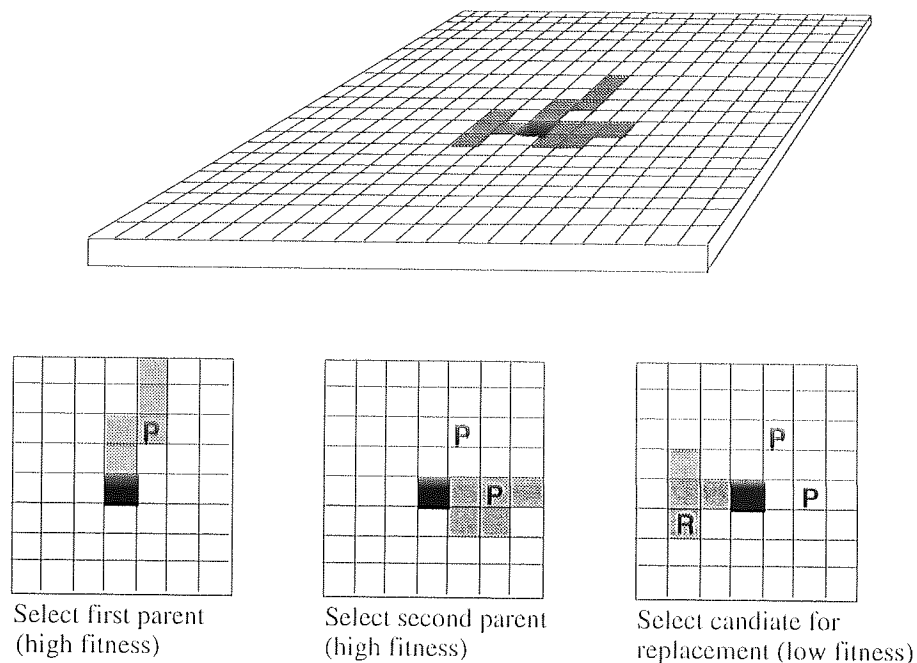 P
P
P
P
P
R
Select first parent
(high fitness)
Select second parent
(high fitness)
Select candiate for
replacement (low fitness)